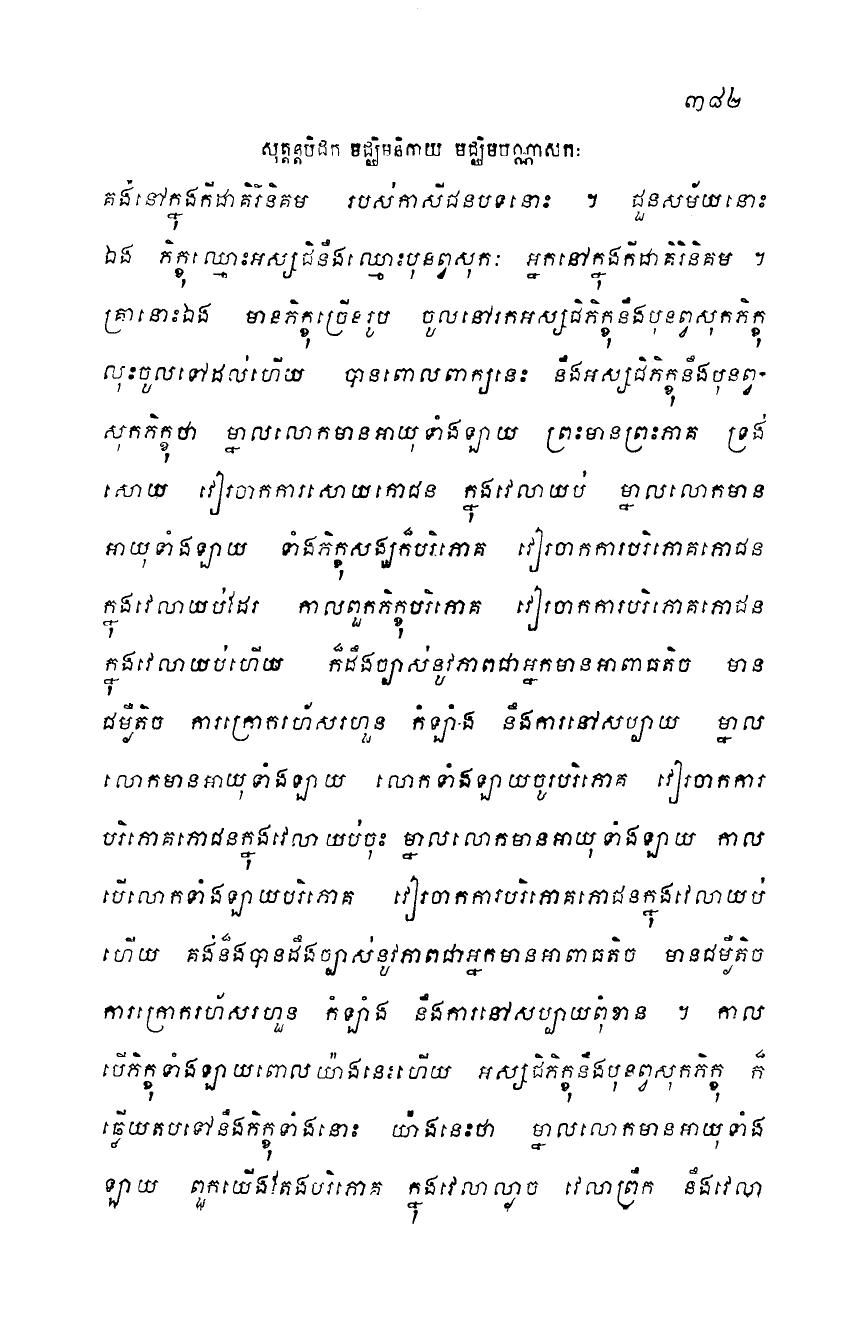 ៣៨២
សុត្តន្តបិដក មជ្ឈិមនិកាយ មជ្ឈិមបណ្ណាសកៈ
គង់នៅក្នុងកីដាគិរីនិគម របស់កាសីជនបទនោះ ។ ជួនសម័យនោះ
ឯង ភិក្ខុឈ្មោះអស្សជិនឹងឈ្មោះបុនព្វសុកៈ អ្នកនៅក្នុងកីដាគិរីនិគម ។
គ្រានោះឯង មានភិក្ខុច្រើនរូប ចូលនៅរកអស្សជិភិក្ខុនឹងបុនព្វសុកភិក្ខុ
លុះចូលទៅដល់ហើយ បានពោលពាក្យនេះ នឹងអស្សជិភិក្ខុនឹងបុនព្វ-
សុកភិក្ខុថា ម្នាលលោកមានអាយុទាំងឡាយ ព្រះមានព្រះភាគ ទ្រង់
សោយ វៀរចាកការសោយភោជន ក្នុងវេលាយប់ ម្នាលលោកមាន
អាយុទាំងឡាយ ទាំងភិក្ខុសង្ឃក៏បរិភោគ វៀរចាកការបរិភោគភោជន
ក្នុងវេលាយប់ដែរ កាលពួកភិក្ខុបរិភោគ វៀរចាកការបរិភោគភោជន
ក្នុងវេលាយប់ហើយ ក៏ដឹងច្បាស់នូវភាពជាអ្នកមានអាពាធតិច មាន
ជម្ងឺតិច ការក្រោករហ័សរហួន កំឡាំង នឹងការនៅសប្បាយ ម្នាល
លោកមានអាយុទាំងឡាយ លោកទាំងឡាយចូរបរិភោគ វៀរចាកការ
បរិភោគភោជនក្នុងវេលាយប់ចុះ ម្នាលលោកមានអាយុទាំងឡាយ កាល
បើលោកទាំងឡាយបរិភោគ វៀរចាកការបរិភោគភោជនក្នុងវេលាយប់
ហើយ គង់នឹងបានដឹងច្បាស់នូវភាពជាអ្នកមានអាពាធតិច មានជម្ងឺតិច
ការក្រោករហ័សរហួន កំឡាំង នឹងការនៅសប្បាយពុំខាន ។ កាល
បើភិក្ខុទាំងឡាយពោលយ៉ាងនេះហើយ អស្សជិភិក្ខុនឹងបុនព្វសុកភិក្ខុ ក៏
ឆ្លើយតបទៅនឹងភិក្ខុទាំងនោះ យ៉ាងនេះថា ម្នាលលោកមានអាយុទាំង
ឡាយ ពួកយើងតែងបរិភោគ ក្នុងវេលាល្ងាច វេលាព្រឹក នឹងវេលា